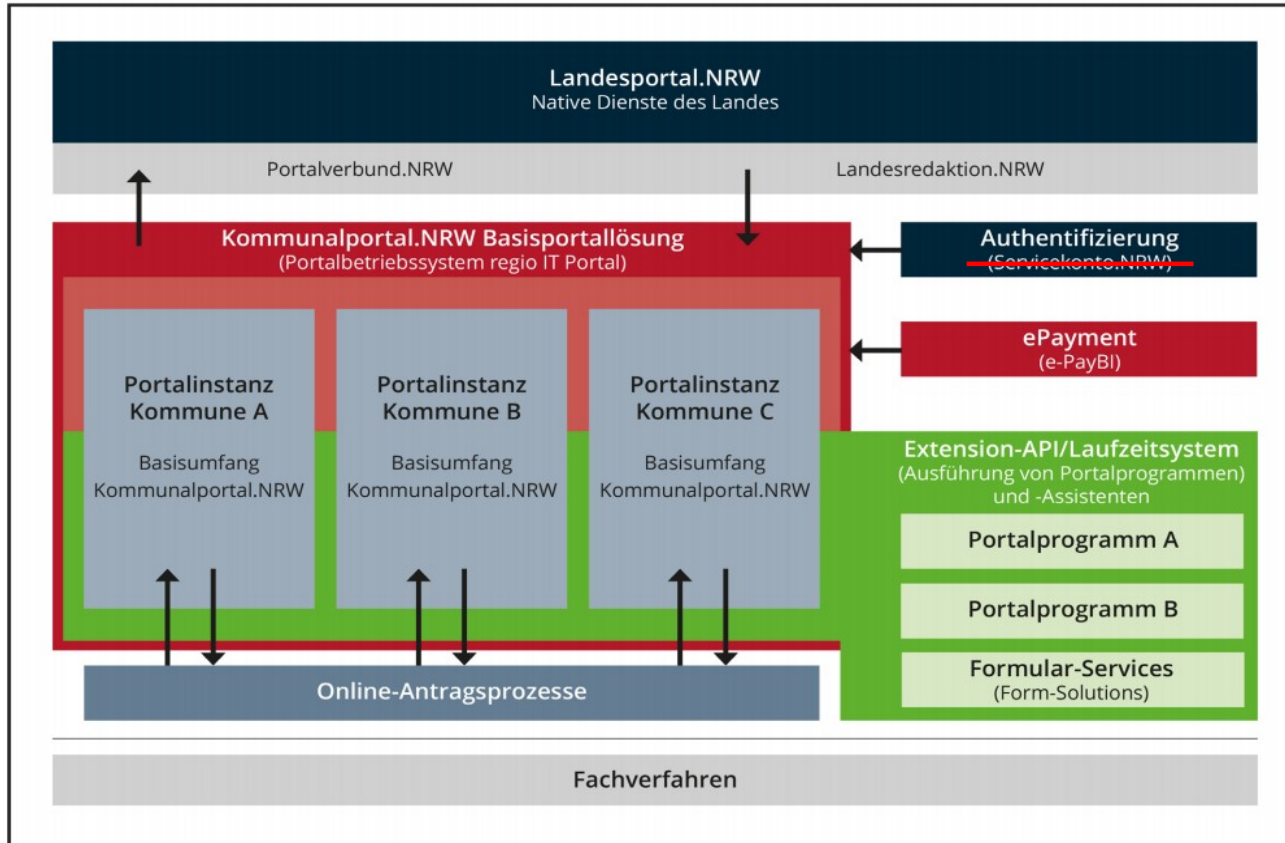 Landesportal.NRW
Native Dienste des Landes
Portalverbund.NRW
Landesredaktion.NRW
Kommunalportal.NRW Basisportallösung
(Portalbetriebssystem regio IT Portal)
Authentifizierung
(Servicekonto.NRW)
ePayment
(e-PayBI)
Portalinstanz
Kommune A
Basisumfang
Kommunalportal.NRW
Portalinstanz
Kommune B
Basisumfang
Kommunalportal.NRW
Portalinstanz
Kommune C
Basisumfang
Kommunalportal.NRW
Extension-API/Laufzeitsystem
(Ausführung von Portalprogrammen)
und -Assistenten
Portalprogramm A
Portalprogramm B
Formular-Services
(Form-Solutions)
Online-Antragsprozesse
Fachverfahren